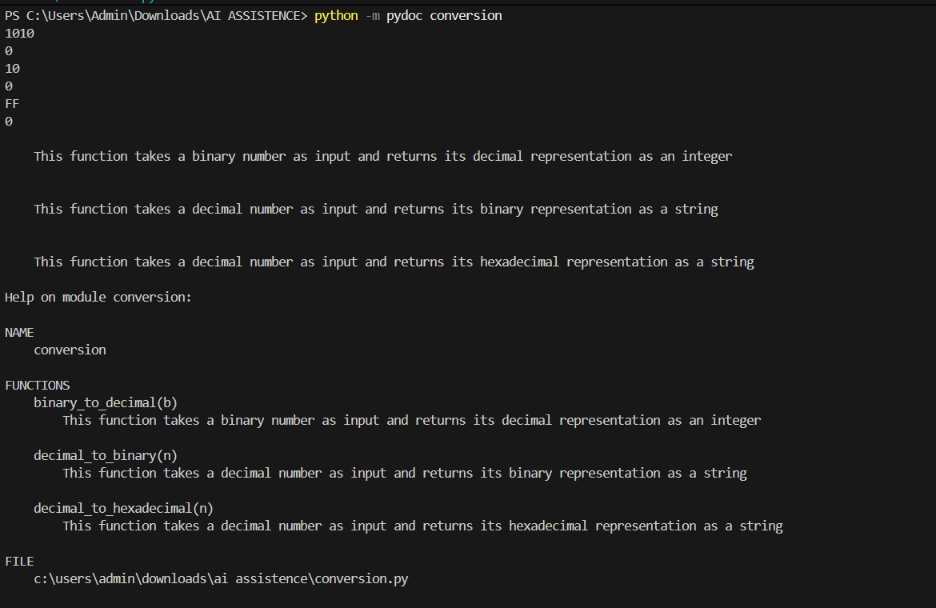 PS C:\Users\Admin\Downloads\AI ASSISTENCE> python -m pydoc conversion
1010
0
10
0
FF
0
This function takes a binary number as input and returns its decimal representation as an integer
This function takes a decimal number as input and returns its binary representation as a string
This function takes a decimal number as input and returns its hexadecimal representation as a string
Help on module conversion:
NAME
conversion
FUNCTIONS
binary_to_decimal(b)
This function takes a binary number as input and returns its decimal representation as an integer
decimal_to_binary(n)
This function takes a decimal number as input and returns its binary representation as a string
decimal_to_hexadecimal(n)
This function takes a decimal number as input and returns its hexadecimal representation as a string
FILE
c:\users\admin\downloads\ai assistence\conversion.py